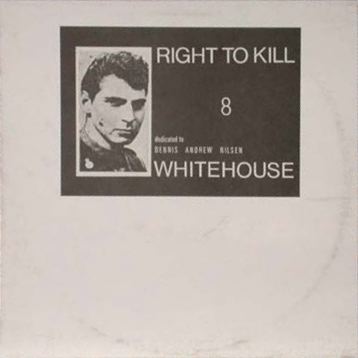 RIGHT TO KILL
8
dedicated to
DENNIS ANDREW NILSEN
WHITEHOUSE